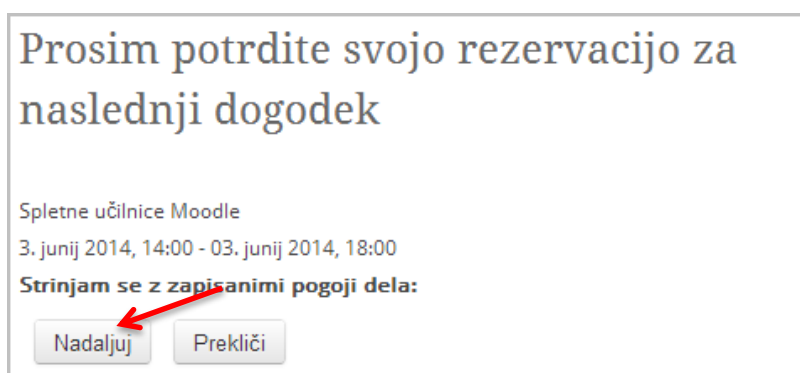 Prosim potrdite svojo rezervacijo za
naslednji dogodek
Spletne učilnice Moodle
3. junij 2014, 14:00 - 03. junij 2014, 18:00
Strinjam se z zapisanimi pogoji dela:
Nadaljuj Prekliči